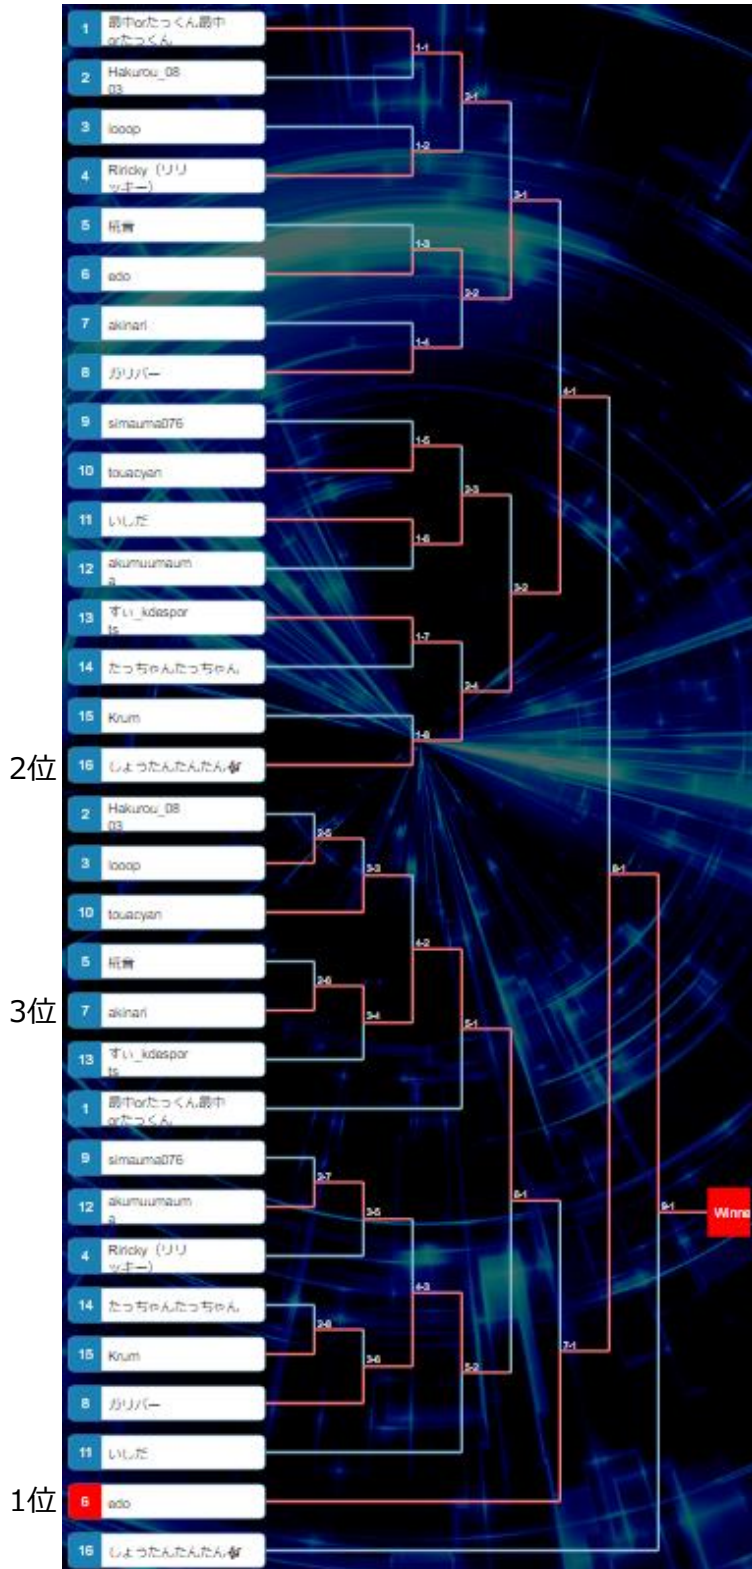 1
最中orたっくん最中
orたっくん
2
Hakurou_08
03
3
looop
4
Riricky（リリ
ッキー）
5
祇音
6
edo
7
akinari
8
ガリバー
9
simauma076
10
touacyan
11
いしだ
12
akumuumaum
a
13
すい_kdespor
ts
14
たっちゃんたっちゃん
15
Krum
2位
16
しょうたんたんたん
2
Hakurou_08
03
3
looop
10
touacyan
5
祇音
3位
7
akinari
13
すい_kdespor
ts
1
最中orたっくん最中
orたっくん
9
simauma076
12
akumuumaum
a
4
Riricky（リリ
ッキー）
14
たっちゃんたっちゃん
15
Krum
8
ガリバー
11
いしだ
1位
6
edo
16
しょうたんたんたん
1-1
1-2
1-3
1-4
1-5
1-6
1-7
1-8
2-1
2-2
2-3
2-4
3-1
3-2
4-1
2-5
2-6
3-3
3-4
4-2
5-1
2-7
2-8
3-5
3-6
4-3
5-2
6-1
7-1
8-1
9-1
Winne